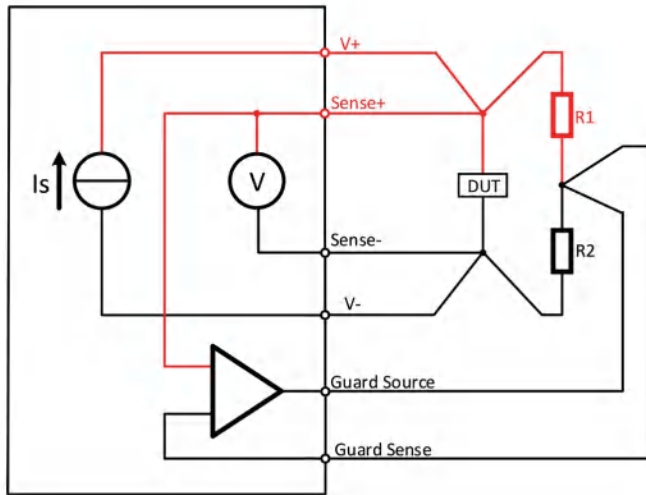 V+
Sense+
R1
Is
V
DUT
Sense-
R2
V-
Guard Source
Guard Sense